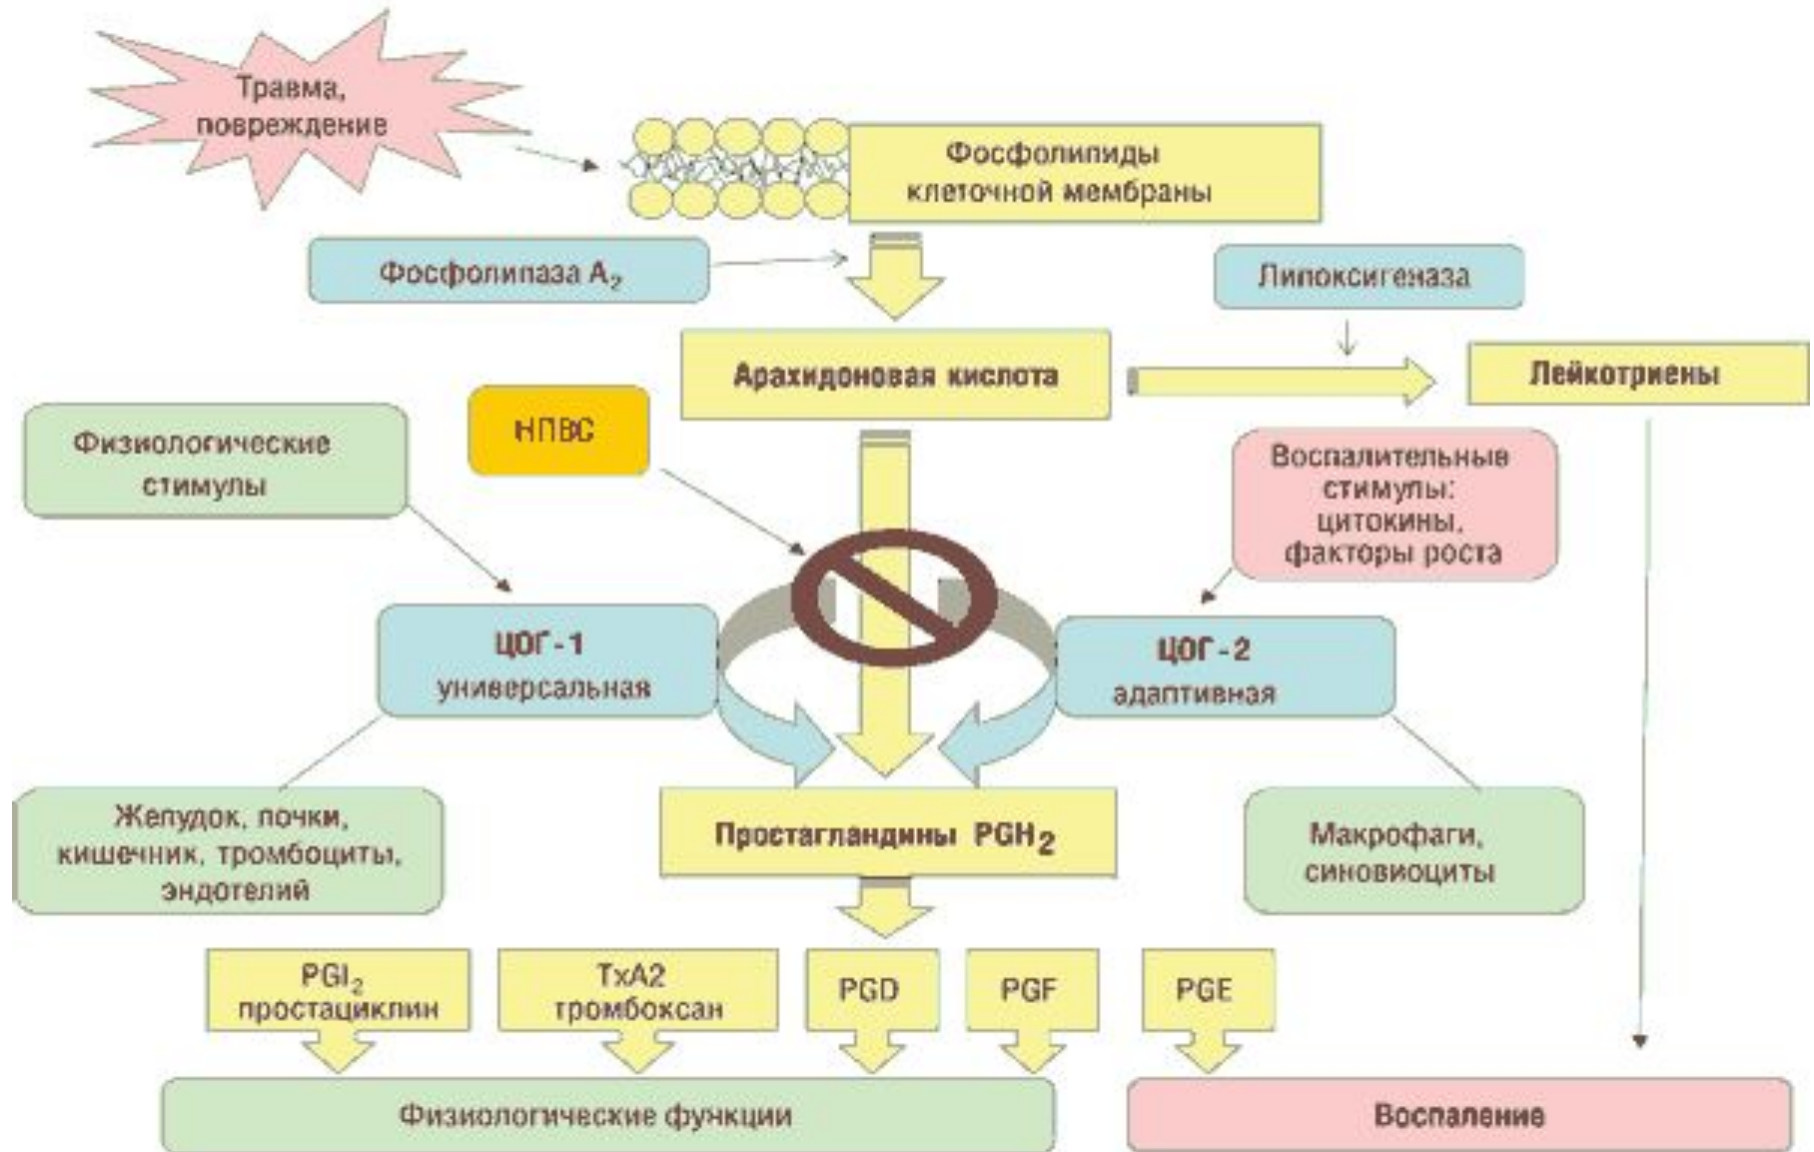 Травма,
повреждение
Фосфолипиды
клеточной мембраны
Фосфолипаза A₂
Липоксигеназа
Арахидоновая кислота
Лейкотриены
НПВС
Физиологические
стимулы
Воспалительные
стимулы:
цитокины,
факторы роста
ЦОГ-1
универсальная
ЦОГ-2
адаптивная
Желудок, почки,
кишечник, тромбоциты,
эндотелий
Простагландины PGH₂
Макрофаги,
синовиоциты
PGI₂
простациклин
TxA2
тромбоксан
PGD
PGF
PGE
Физиологические функции
Воспаление